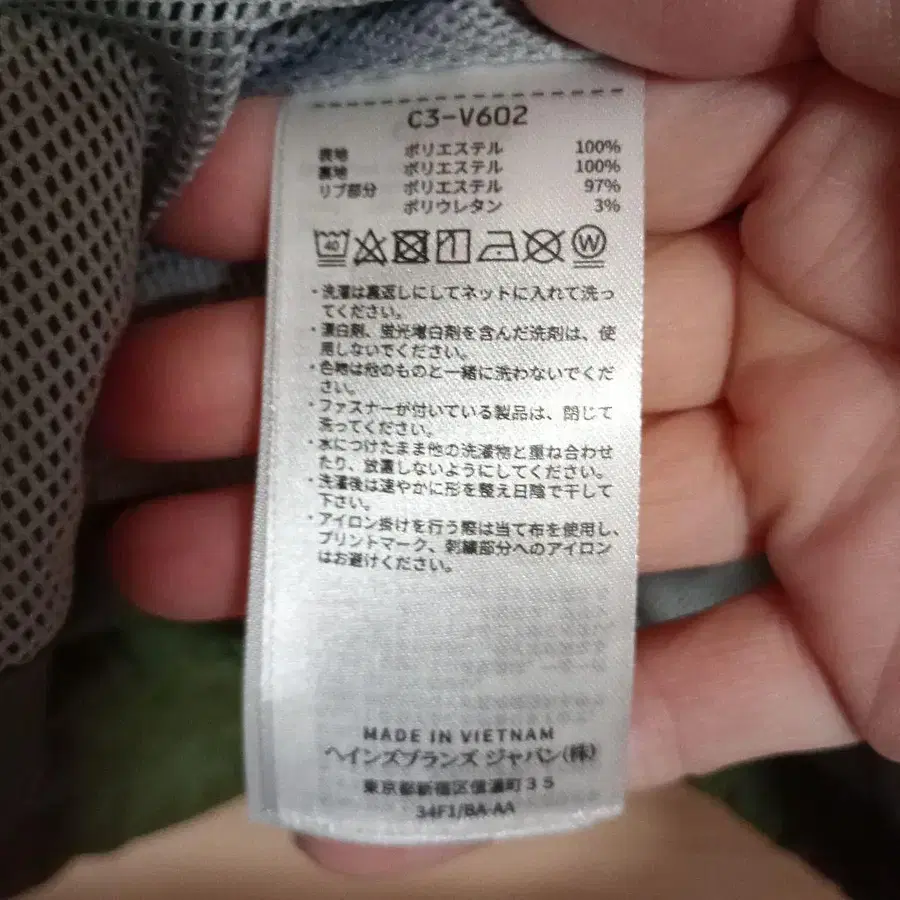 C3-V602
表地 ポリエステル 100%
裏地 ポリエステル 100%
リブ部分 ポリエステル 97%
ポリウレタン 3%
40
W
・洗濯は裏返しにしてネットに入れて洗っ
てください。
・漂白剤、蛍光増白剤を含んだ洗剤は、使
用しないでください。
・色物は他のものと一緒に洗わないでくだ
さい。
・ファスナーが付いている製品は、閉じて
洗ってください。
・水につけたまま他の洗濯物と重ね合わせ
たり、放置しないようにしてください。
・洗濯後は速やかに形を整え日陰で干して
下さい。
・アイロン掛けを行う際は当て布を使用し、
プリントマーク、刺繍部分へのアイロン
はお避けください。
MADE IN VIETNAM
ヘインズブランズ ジャパン(株)
東京都新宿区信濃町35
34F1/BA-AA